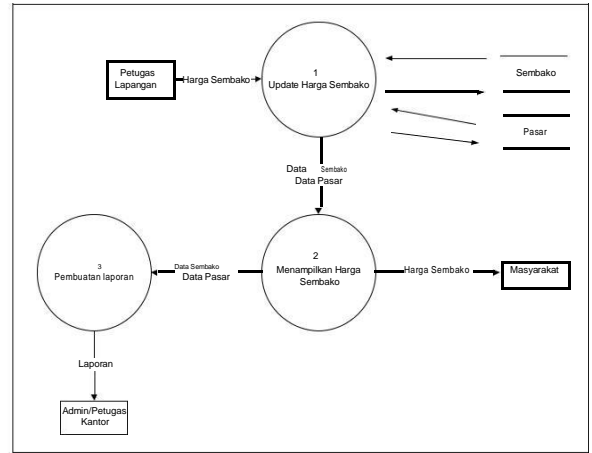 Petugas
Lapangan
Harga Sembako
1
Update Harga Sembako
Sembako
Pasar
Data Sembako
Data Pasar
3
Pembuatan laporan
Data Sembako
Data Pasar
2
Menampilkan Harga
Sembako
Harga Sembako
Masyarakat
Laporan
Admin/Petugas
Kantor